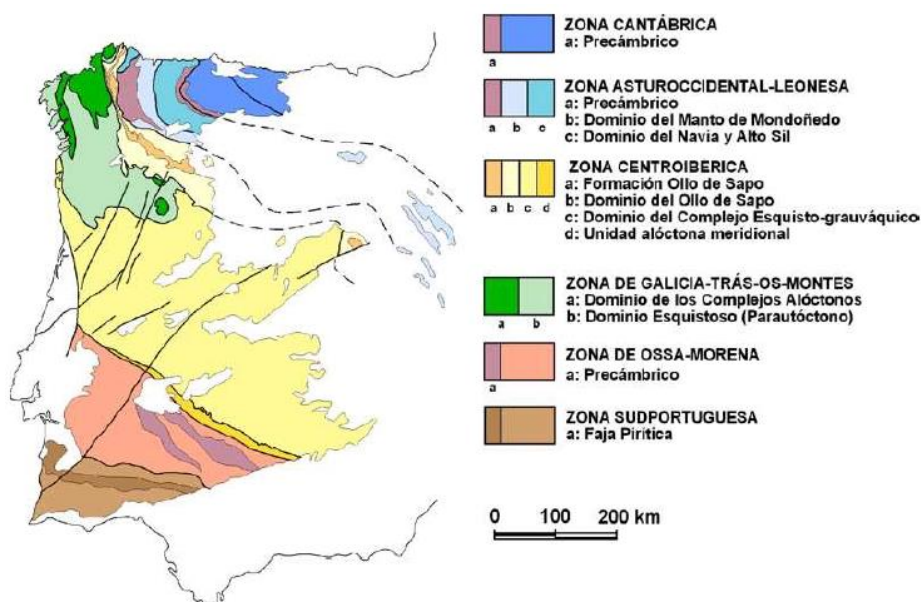 ZONA CANTÁBRICA
a: Precámbrico
a
ZONA ASTUROCCIDENTAL-LEONESA
a: Precámbrico
b: Dominio del Manto de Mondoñedo
c: Dominio del Navia y Alto Sil
a b c
ZONA CENTROIBERICA
a: Formación Ollo de Sapo
b: Dominio del Ollo de Sapo
c: Dominio del Complejo Esquisto-grauváquico
d: Unidad alóctona meridional
a b c d
ZONA DE GALICIA-TRÁS-OS-MONTES
a: Dominio de los Complejos Alóctonos
b: Dominio Esquistoso (Parautóctono)
a b
ZONA DE OSSA-MORENA
a: Precámbrico
a
ZONA SUDPORTUGUESA
a: Faja Pirítica
0 100 200 km